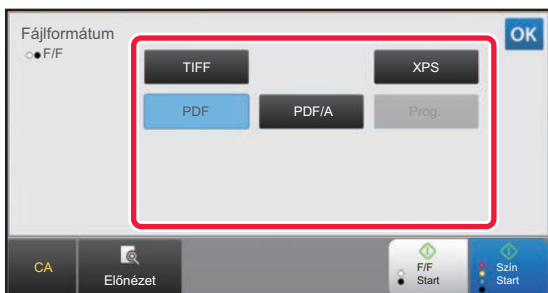 Fájlformátum
F/F
OK
TIFF
XPS
PDF
PDF/A
Prog.
CA
Előnézet
F/F
Start
Szín
Start